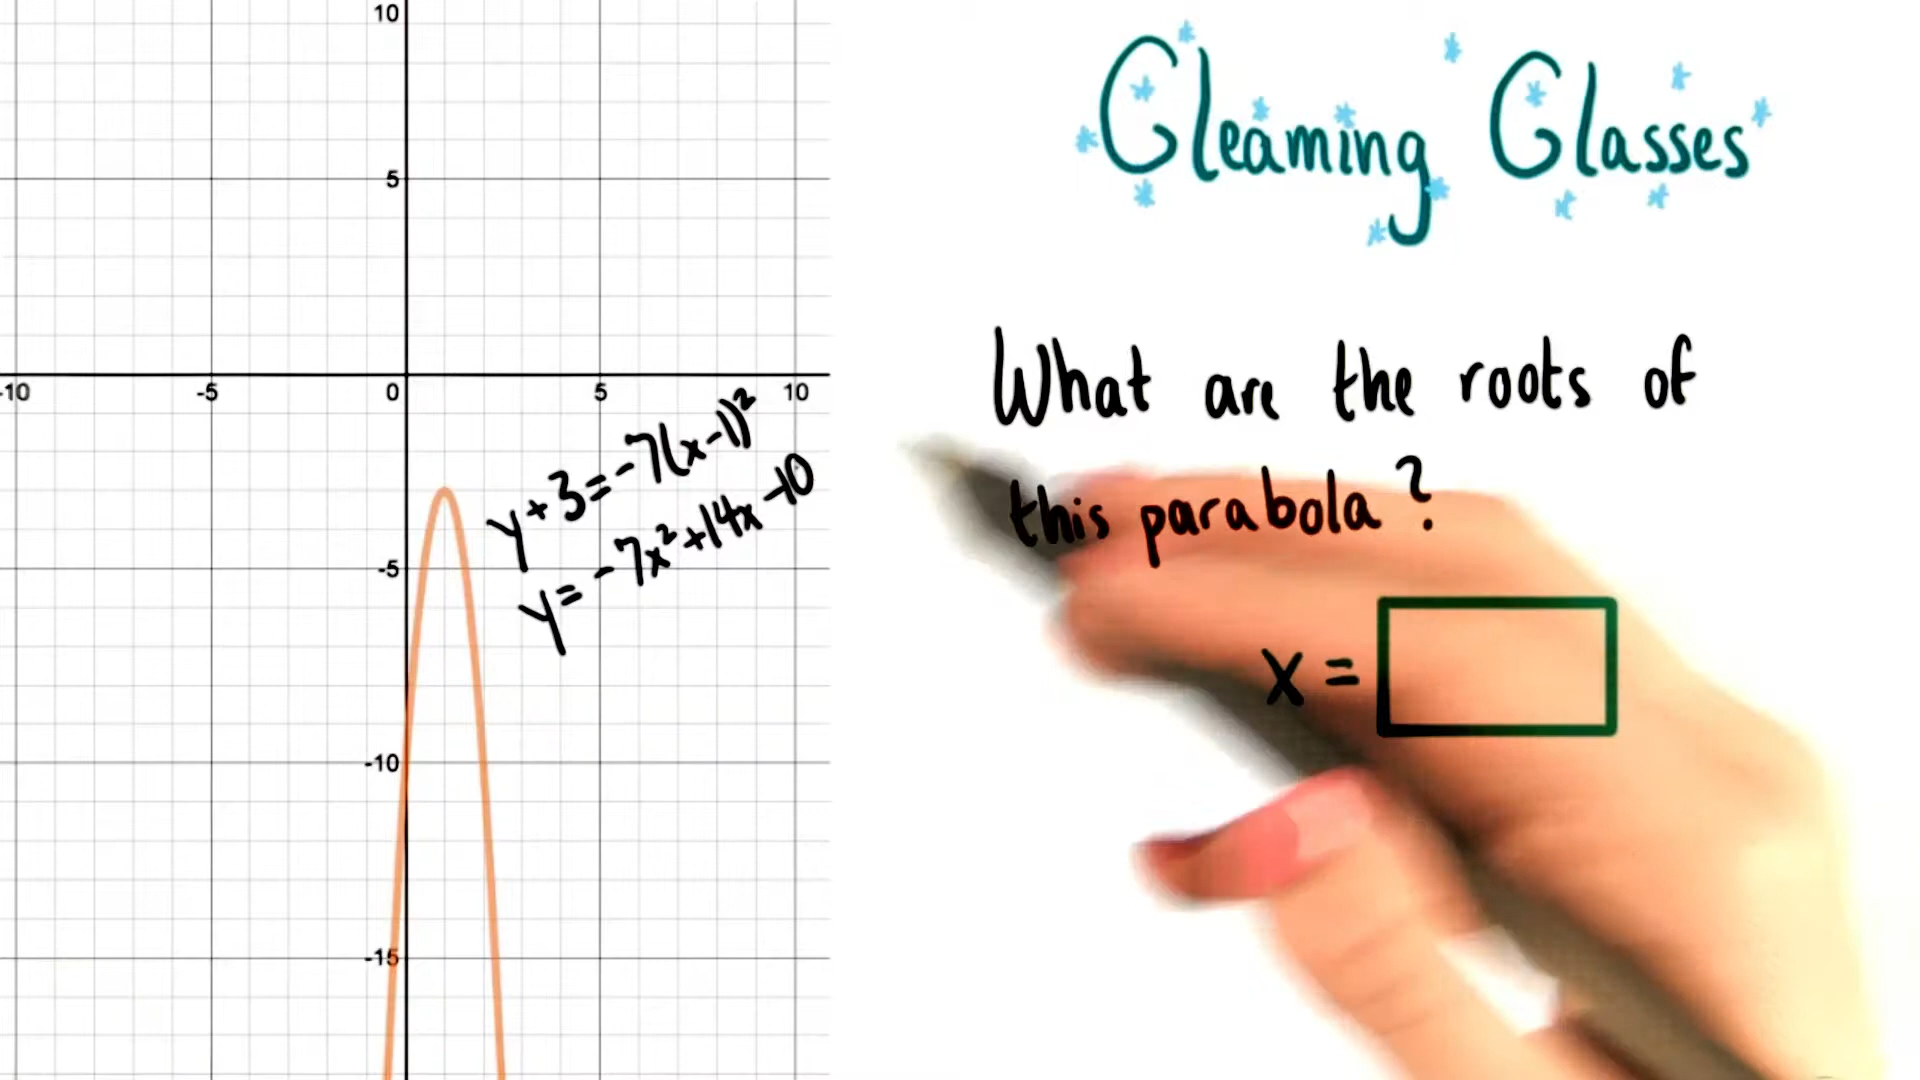 Gleaming Glasses
10
5
-10 -5 0 5 10
-5
-10
-15
y+3=-7(x-1)²
y=-7x²+14x-10
What are the roots of
this parabola?
x =